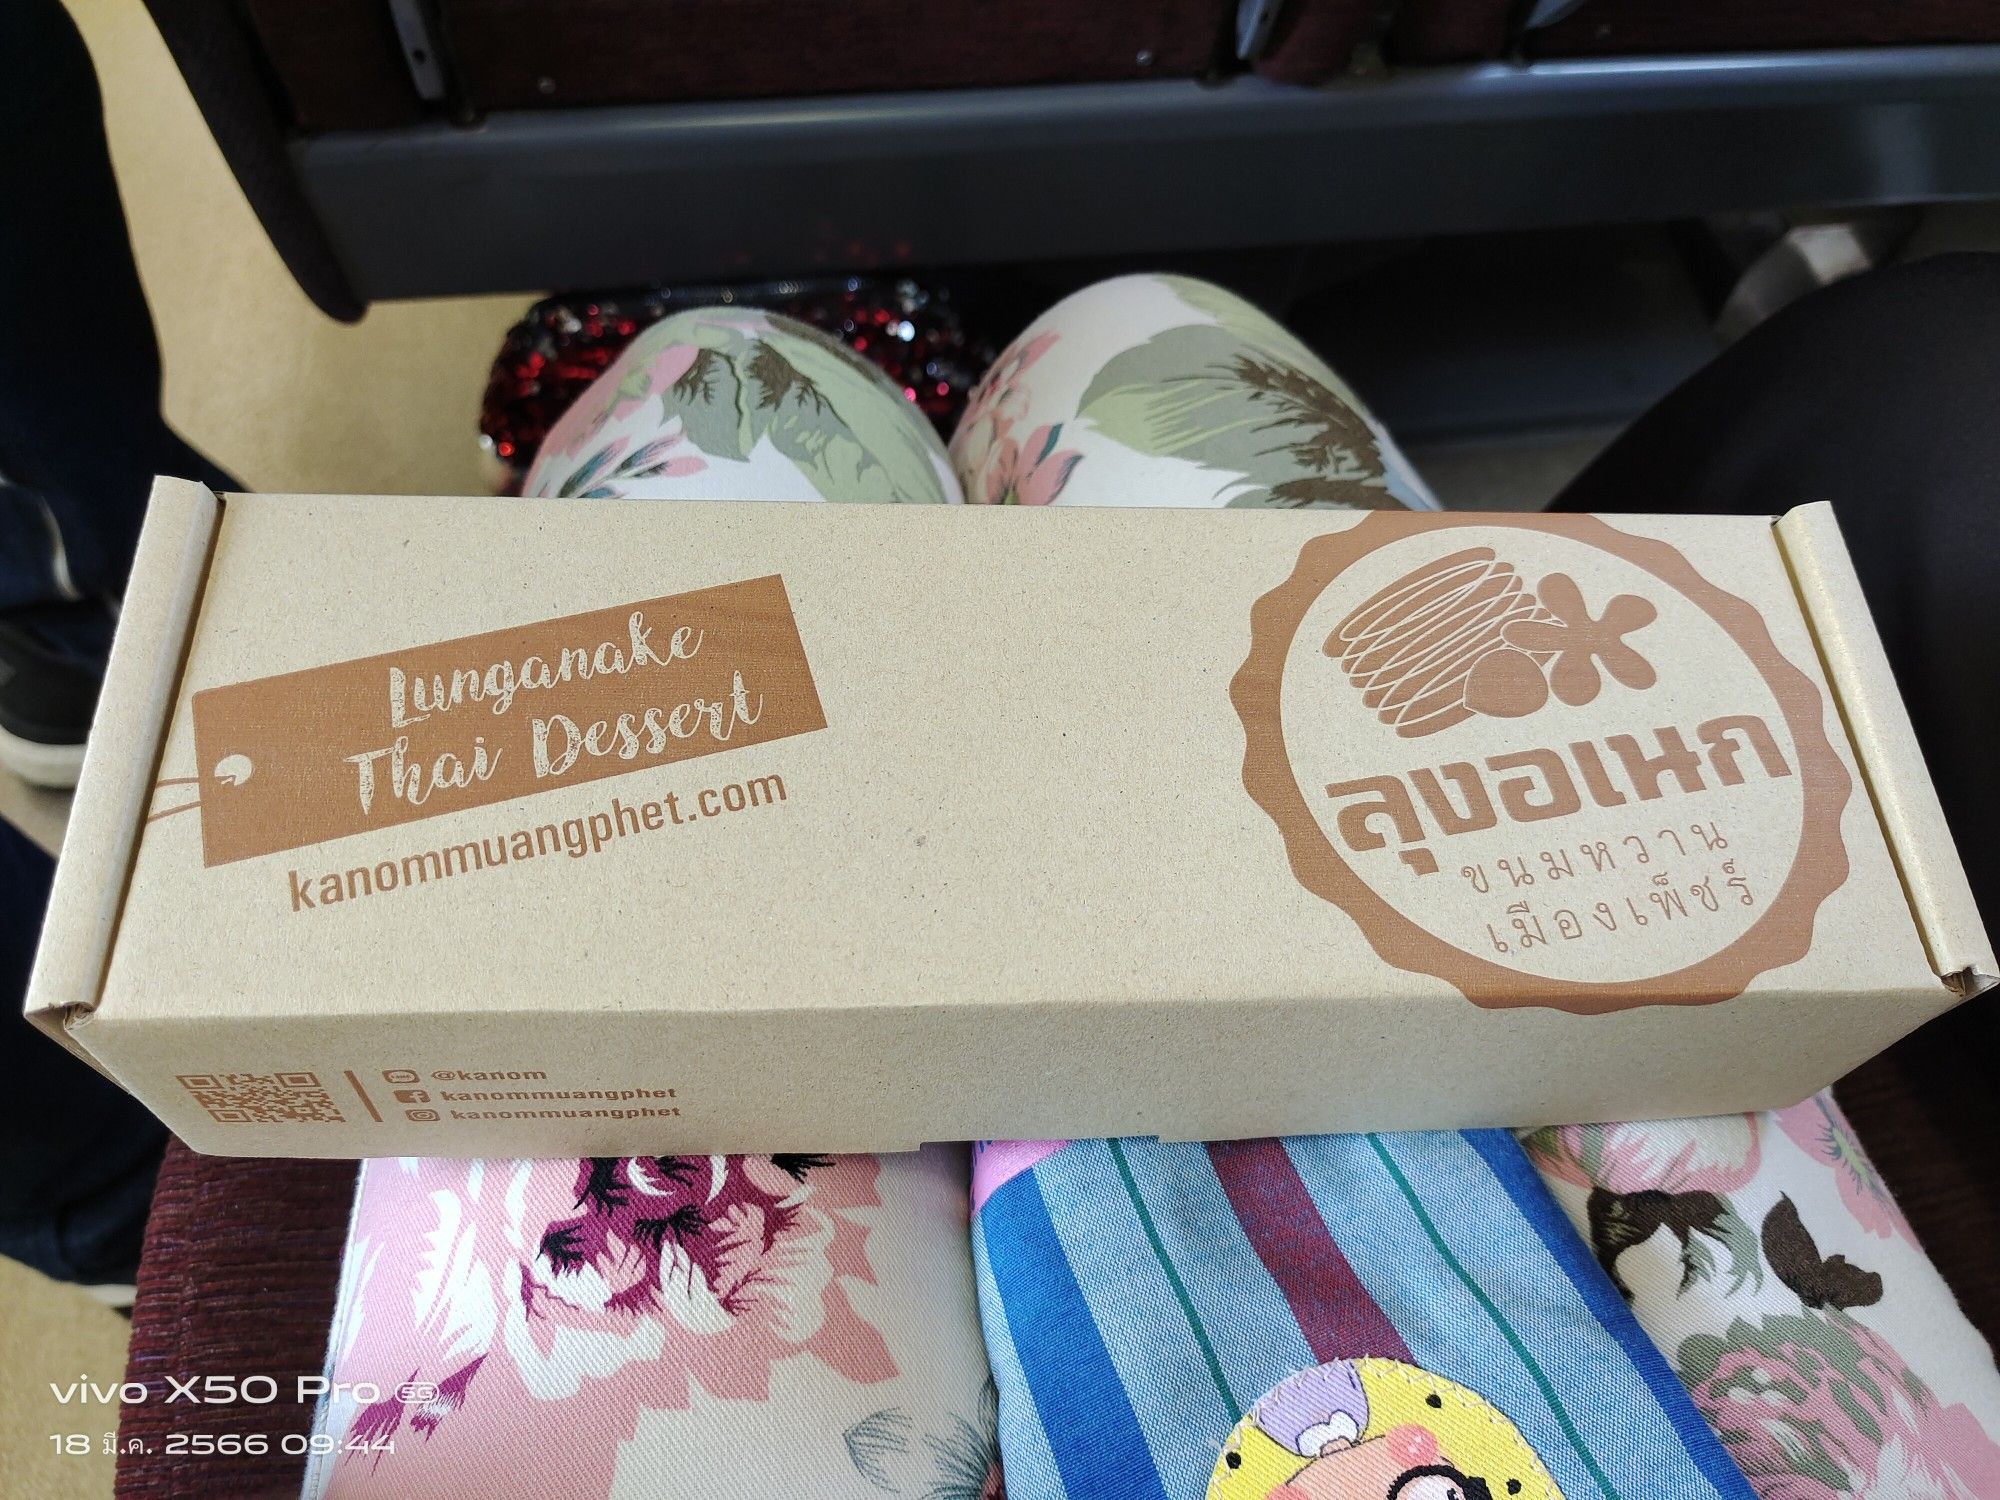 Lunganake
Thai Dessert
kanommuangphet.com
ลุงอเนก
ขนมหวาน
เมืองเพ็ชร์
@kanom
kanommuangphet
kanommuangphet
vivo X50 Pro 5G
18 มี.ค. 2566 09:44